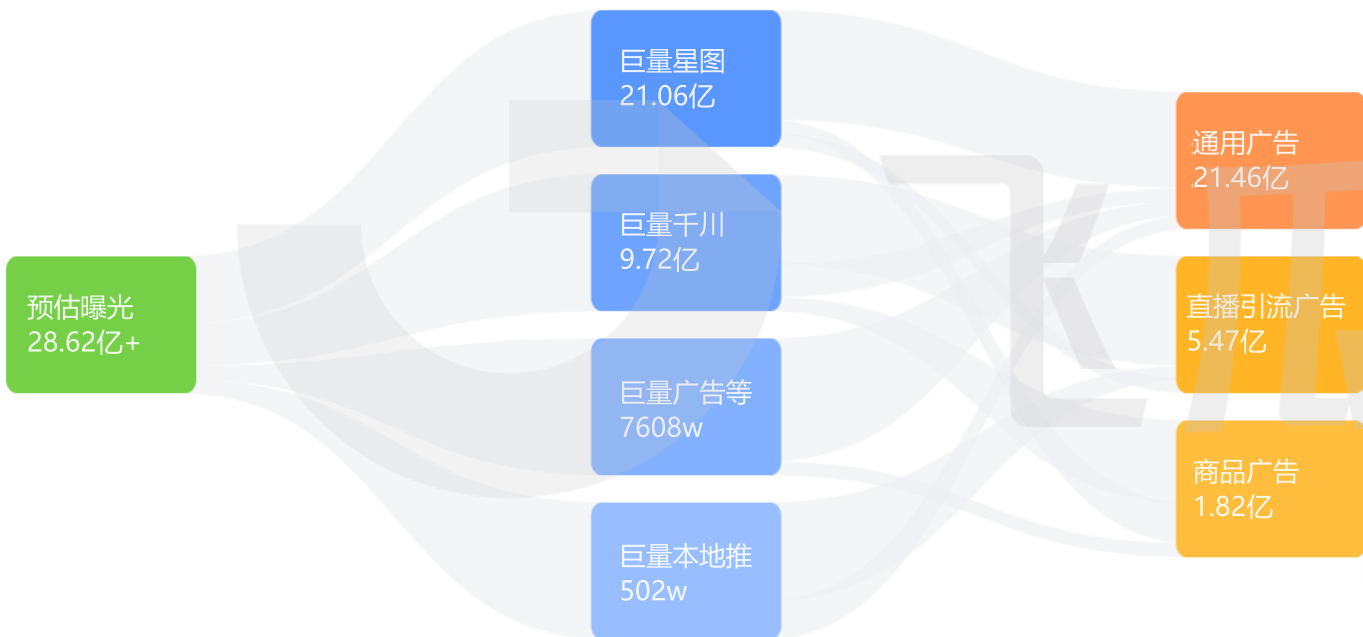 预估曝光
28.62亿+
巨量星图
21.06亿
巨量千川
9.72亿
巨量广告等
7608w
巨量本地推
502w
通用广告
21.46亿
直播引流广告
5.47亿
商品广告
1.82亿
飞瓜